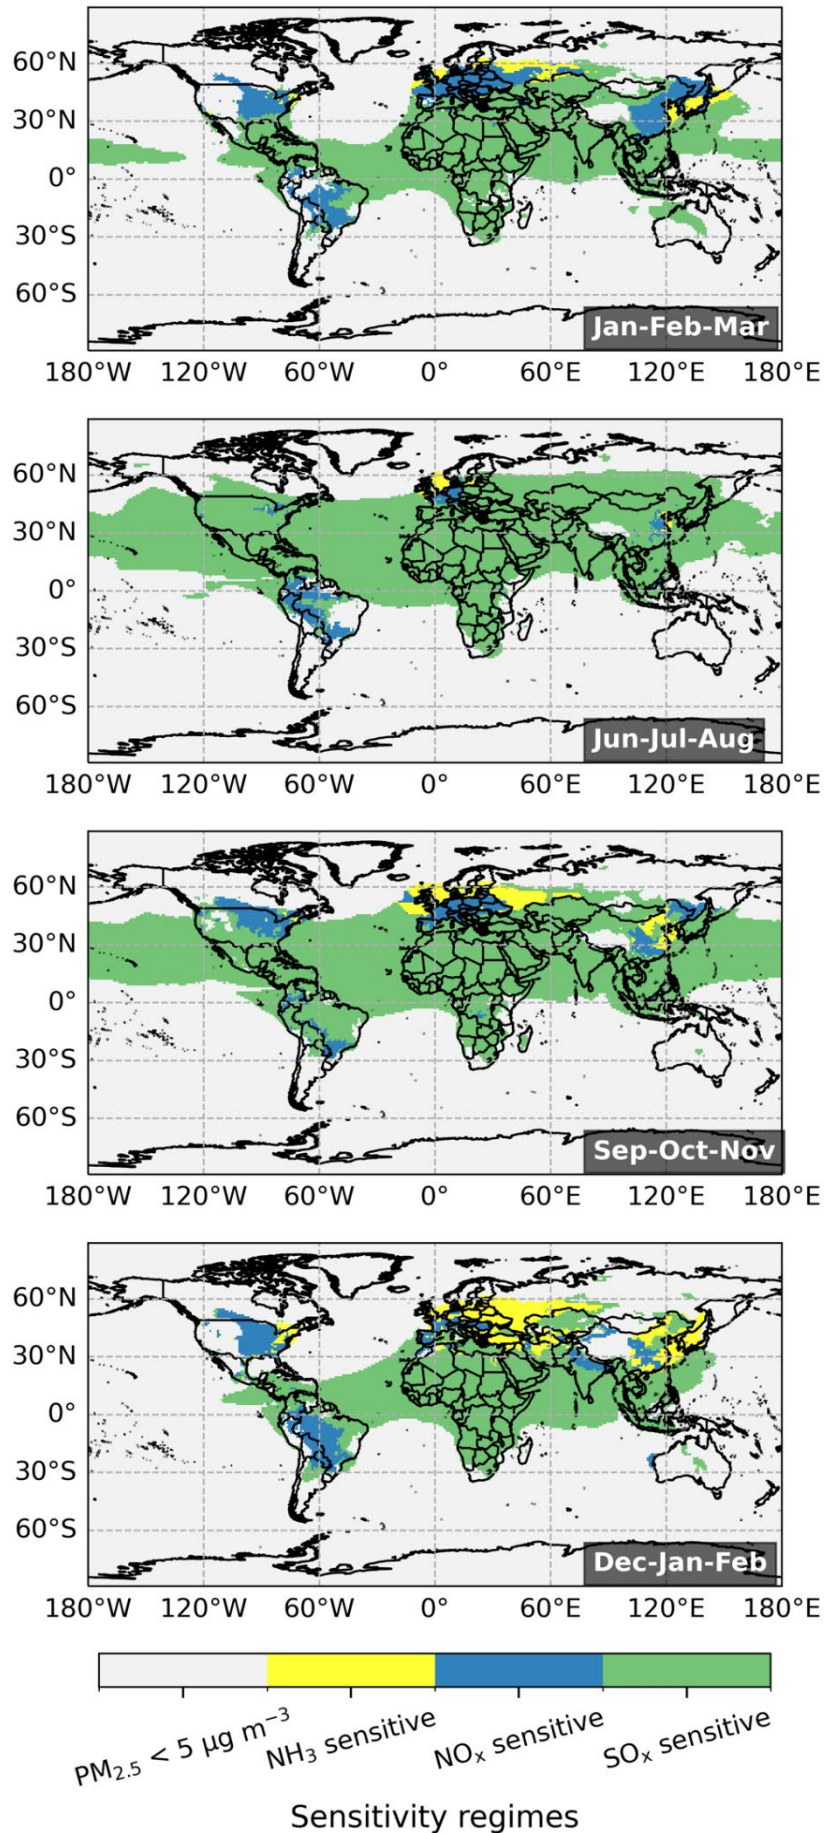 60°N
30°N
0°
30°S
60°S
Jan-Feb-Mar
180°W 120°W 60°W 0° 60°E 120°E 180°E
60°N
30°N
0°
30°S
60°S
Jun-Jul-Aug
180°W 120°W 60°W 0° 60°E 120°E 180°E
60°N
30°N
0°
30°S
60°S
Sep-Oct-Nov
180°W 120°W 60°W 0° 60°E 120°E 180°E
60°N
30°N
0°
30°S
60°S
Dec-Jan-Feb
180°W 120°W 60°W 0° 60°E 120°E 180°E
PM₂.₅ < 5 μg m⁻³ NH₃ sensitive NOₓ sensitive SOₓ sensitive
Sensitivity regimes